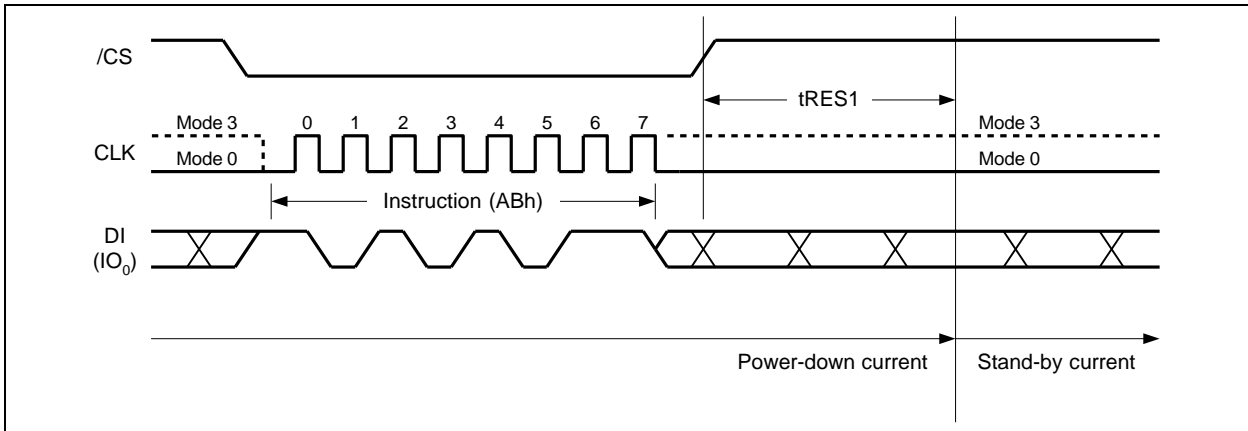 /CS
tRES1
Mode 3 0 1 2 3 4 5 6 7 Mode 3
CLK
Mode 0 Mode 0
Instruction (ABh)
DI
(IO₀)
Power-down current Stand-by current